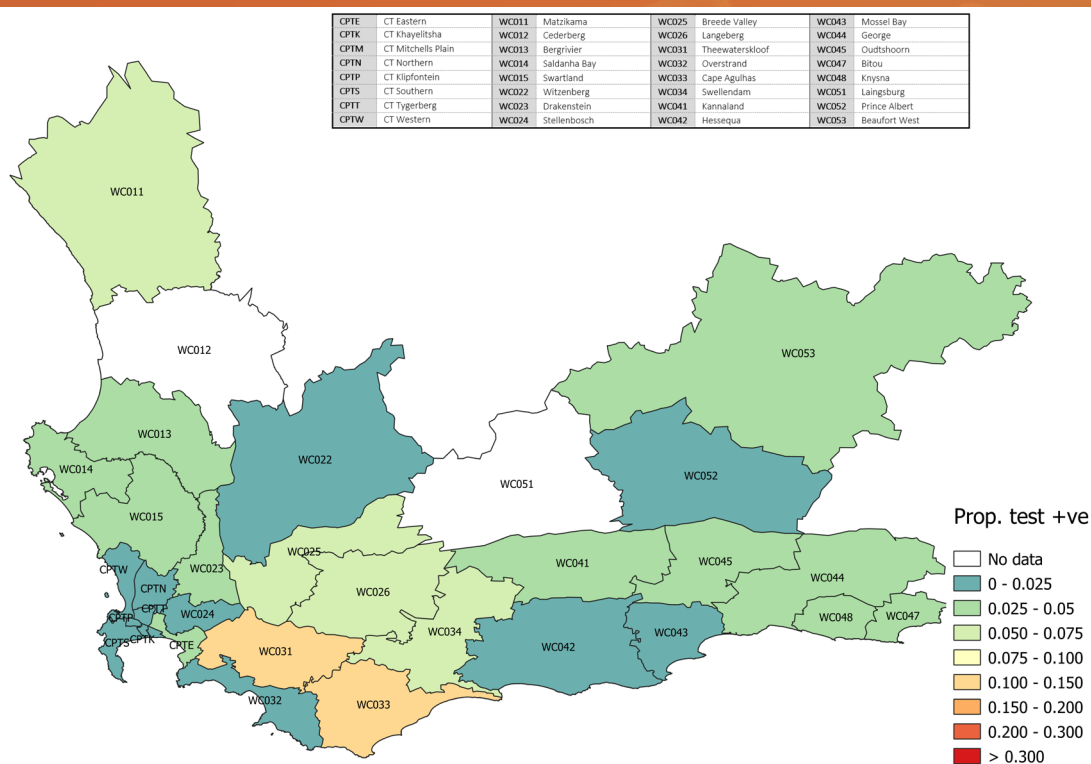 CPTE CT Eastern WC011 Matzikama WC025 Breede Valley WC043 Mossel Bay
CPTK CT Khayelitsha WC012 Cederberg WC026 Langeberg WC044 George
CPTM CT Mitchells Plain WC013 Bergrivier WC031 Theewaterskloof WC045 Oudtshoorn
CPTN CT Northern WC014 Saldanha Bay WC032 Overstrand WC047 Bitou
CPTP CT Klipfontein WC015 Swartland WC033 Cape Agulhas WC048 Knysna
CPTS CT Southern WC022 Witzenberg WC034 Swellendam WC051 Laingsburg
CPTT CT Tygerberg WC023 Drakenstein WC041 Kannaland WC052 Prince Albert
CPTW CT Western WC024 Stellenbosch WC042 Hessequa WC053 Beaufort West
WC011
WC012
WC053
WC013
WC022
WC014
WC052
WC051
WC015
WC025
WC041
WC045
CPTW
WC023
WC044
CPTN
WC026
CPTP
WC024
WC048
WC047
WC034
WC043
CPTS
CPTK
CPTE
WC031
WC042
WC032
WC033
Prop. test +ve
No data
0 - 0.025
0.025 - 0.05
0.050 - 0.075
0.075 - 0.100
0.100 - 0.150
0.150 - 0.200
0.200 - 0.300
> 0.300